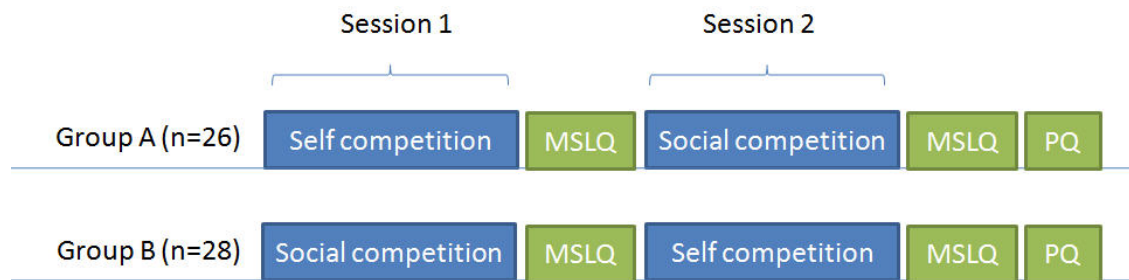 Session 1 Session 2
Group A (n=26) Self competition MSLQ Social competition MSLQ PQ
Group B (n=28) Social competition MSLQ Self competition MSLQ PQ